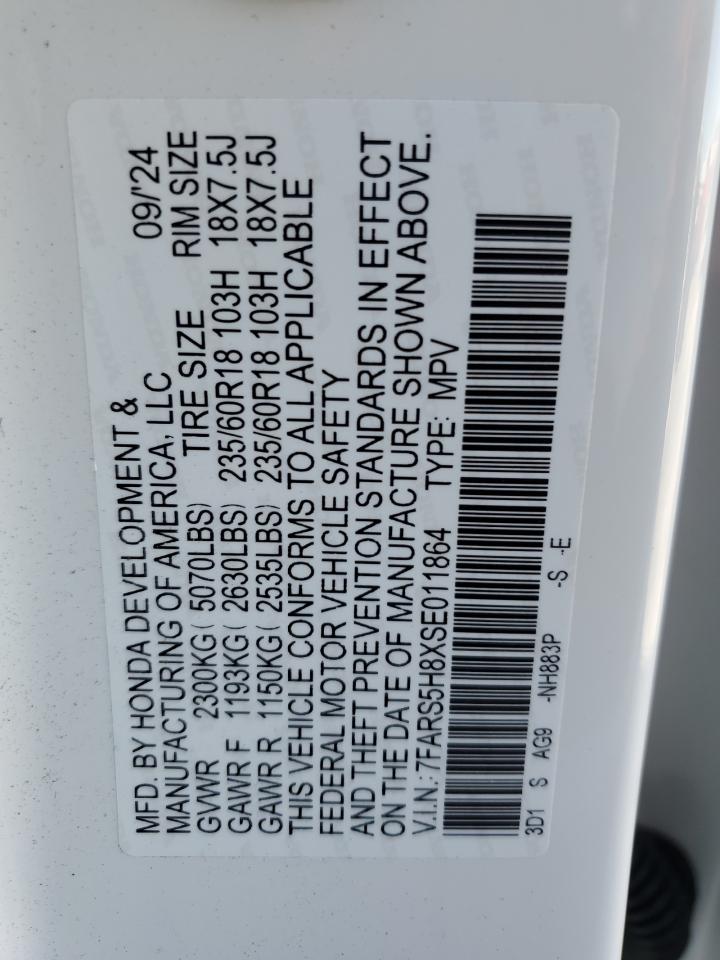 MFD. BY HONDA DEVELOPMENT & 09/'24
MANUFACTURING OF AMERICA, LLC
GVWR 2300KG( 5070LBS) TIRE SIZE RIM SIZE
GAWR F 1193KG( 2630LBS) 235/60R18 103H 18X7.5J
GAWR R 1150KG( 2535LBS) 235/60R18 103H 18X7.5J
THIS VEHICLE CONFORMS TO ALL APPLICABLE
FEDERAL MOTOR VEHICLE SAFETY
AND THEFT PREVENTION STANDARDS IN EFFECT
ON THE DATE OF MANUFACTURE SHOWN ABOVE.
V.I.N.: 7FARS5H8XSE011864 TYPE: MPV
3D1 S AG9 -NH883P -S -E